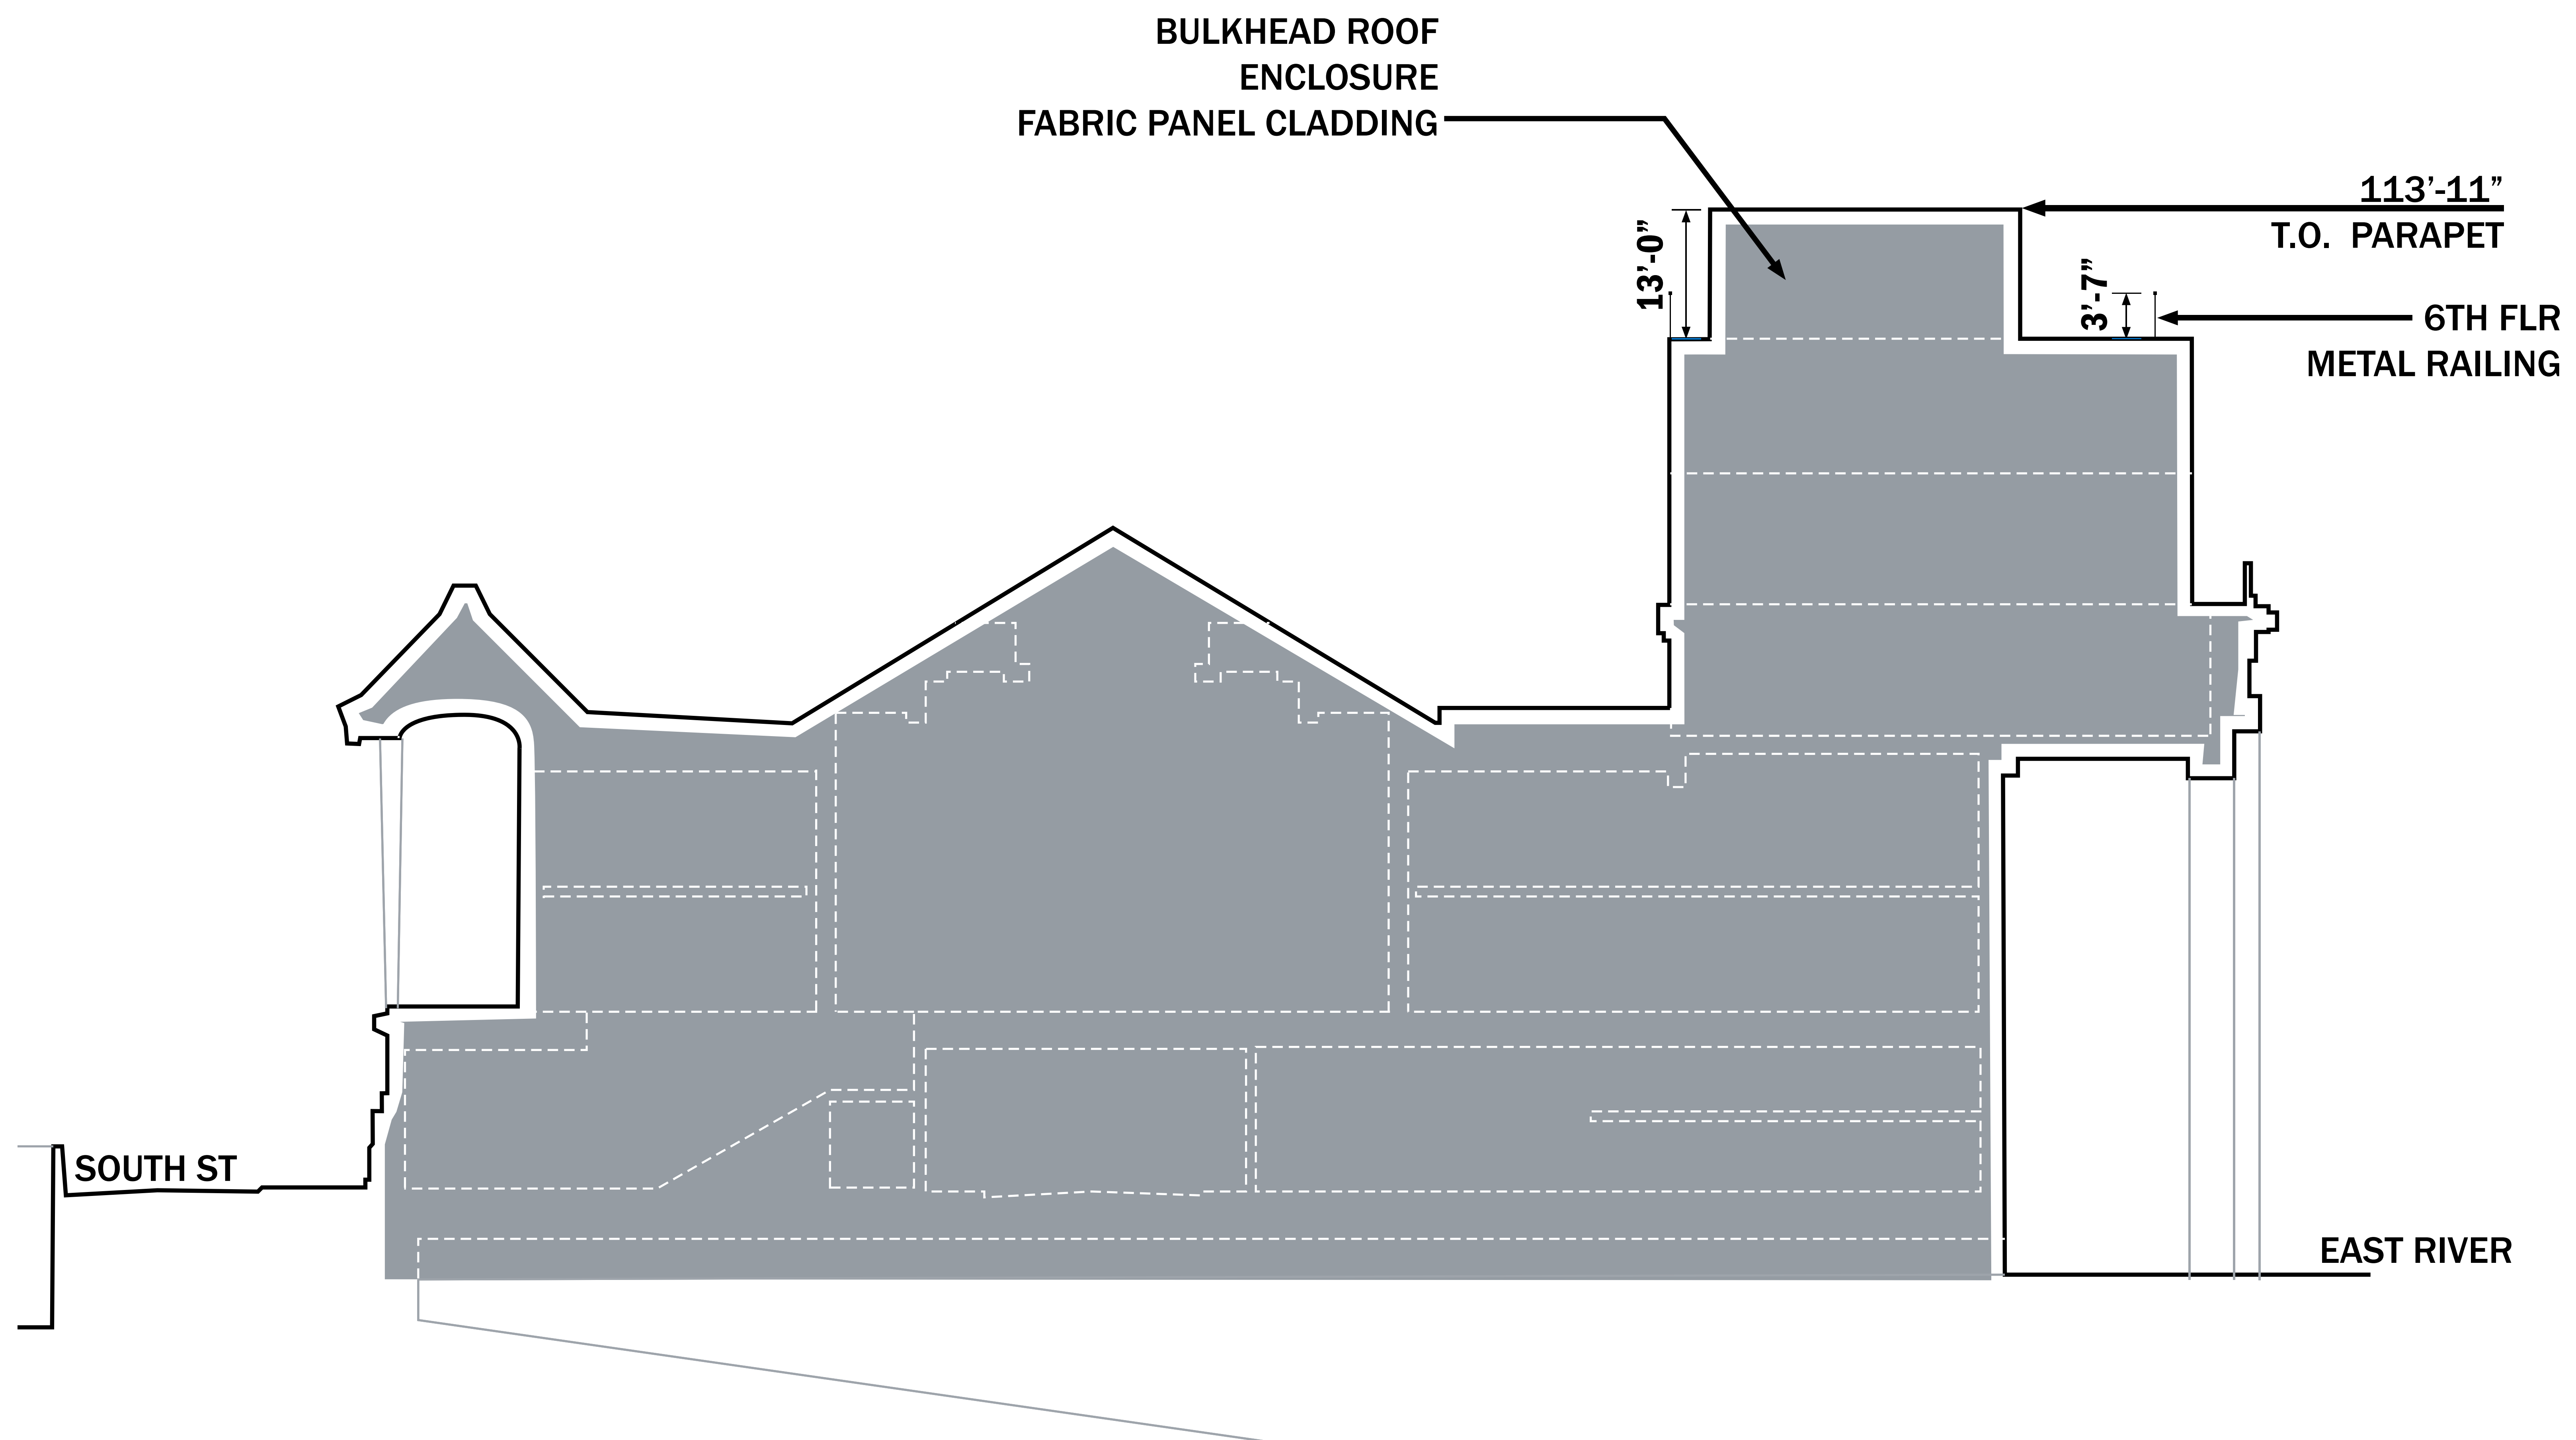 BULKHEAD ROOF
ENCLOSURE
FABRIC PANEL CLADDING
113’-11”
T.O. PARAPET
13’-0”
3’-7”
6TH FLR
METAL RAILING
SOUTH ST
EAST RIVER